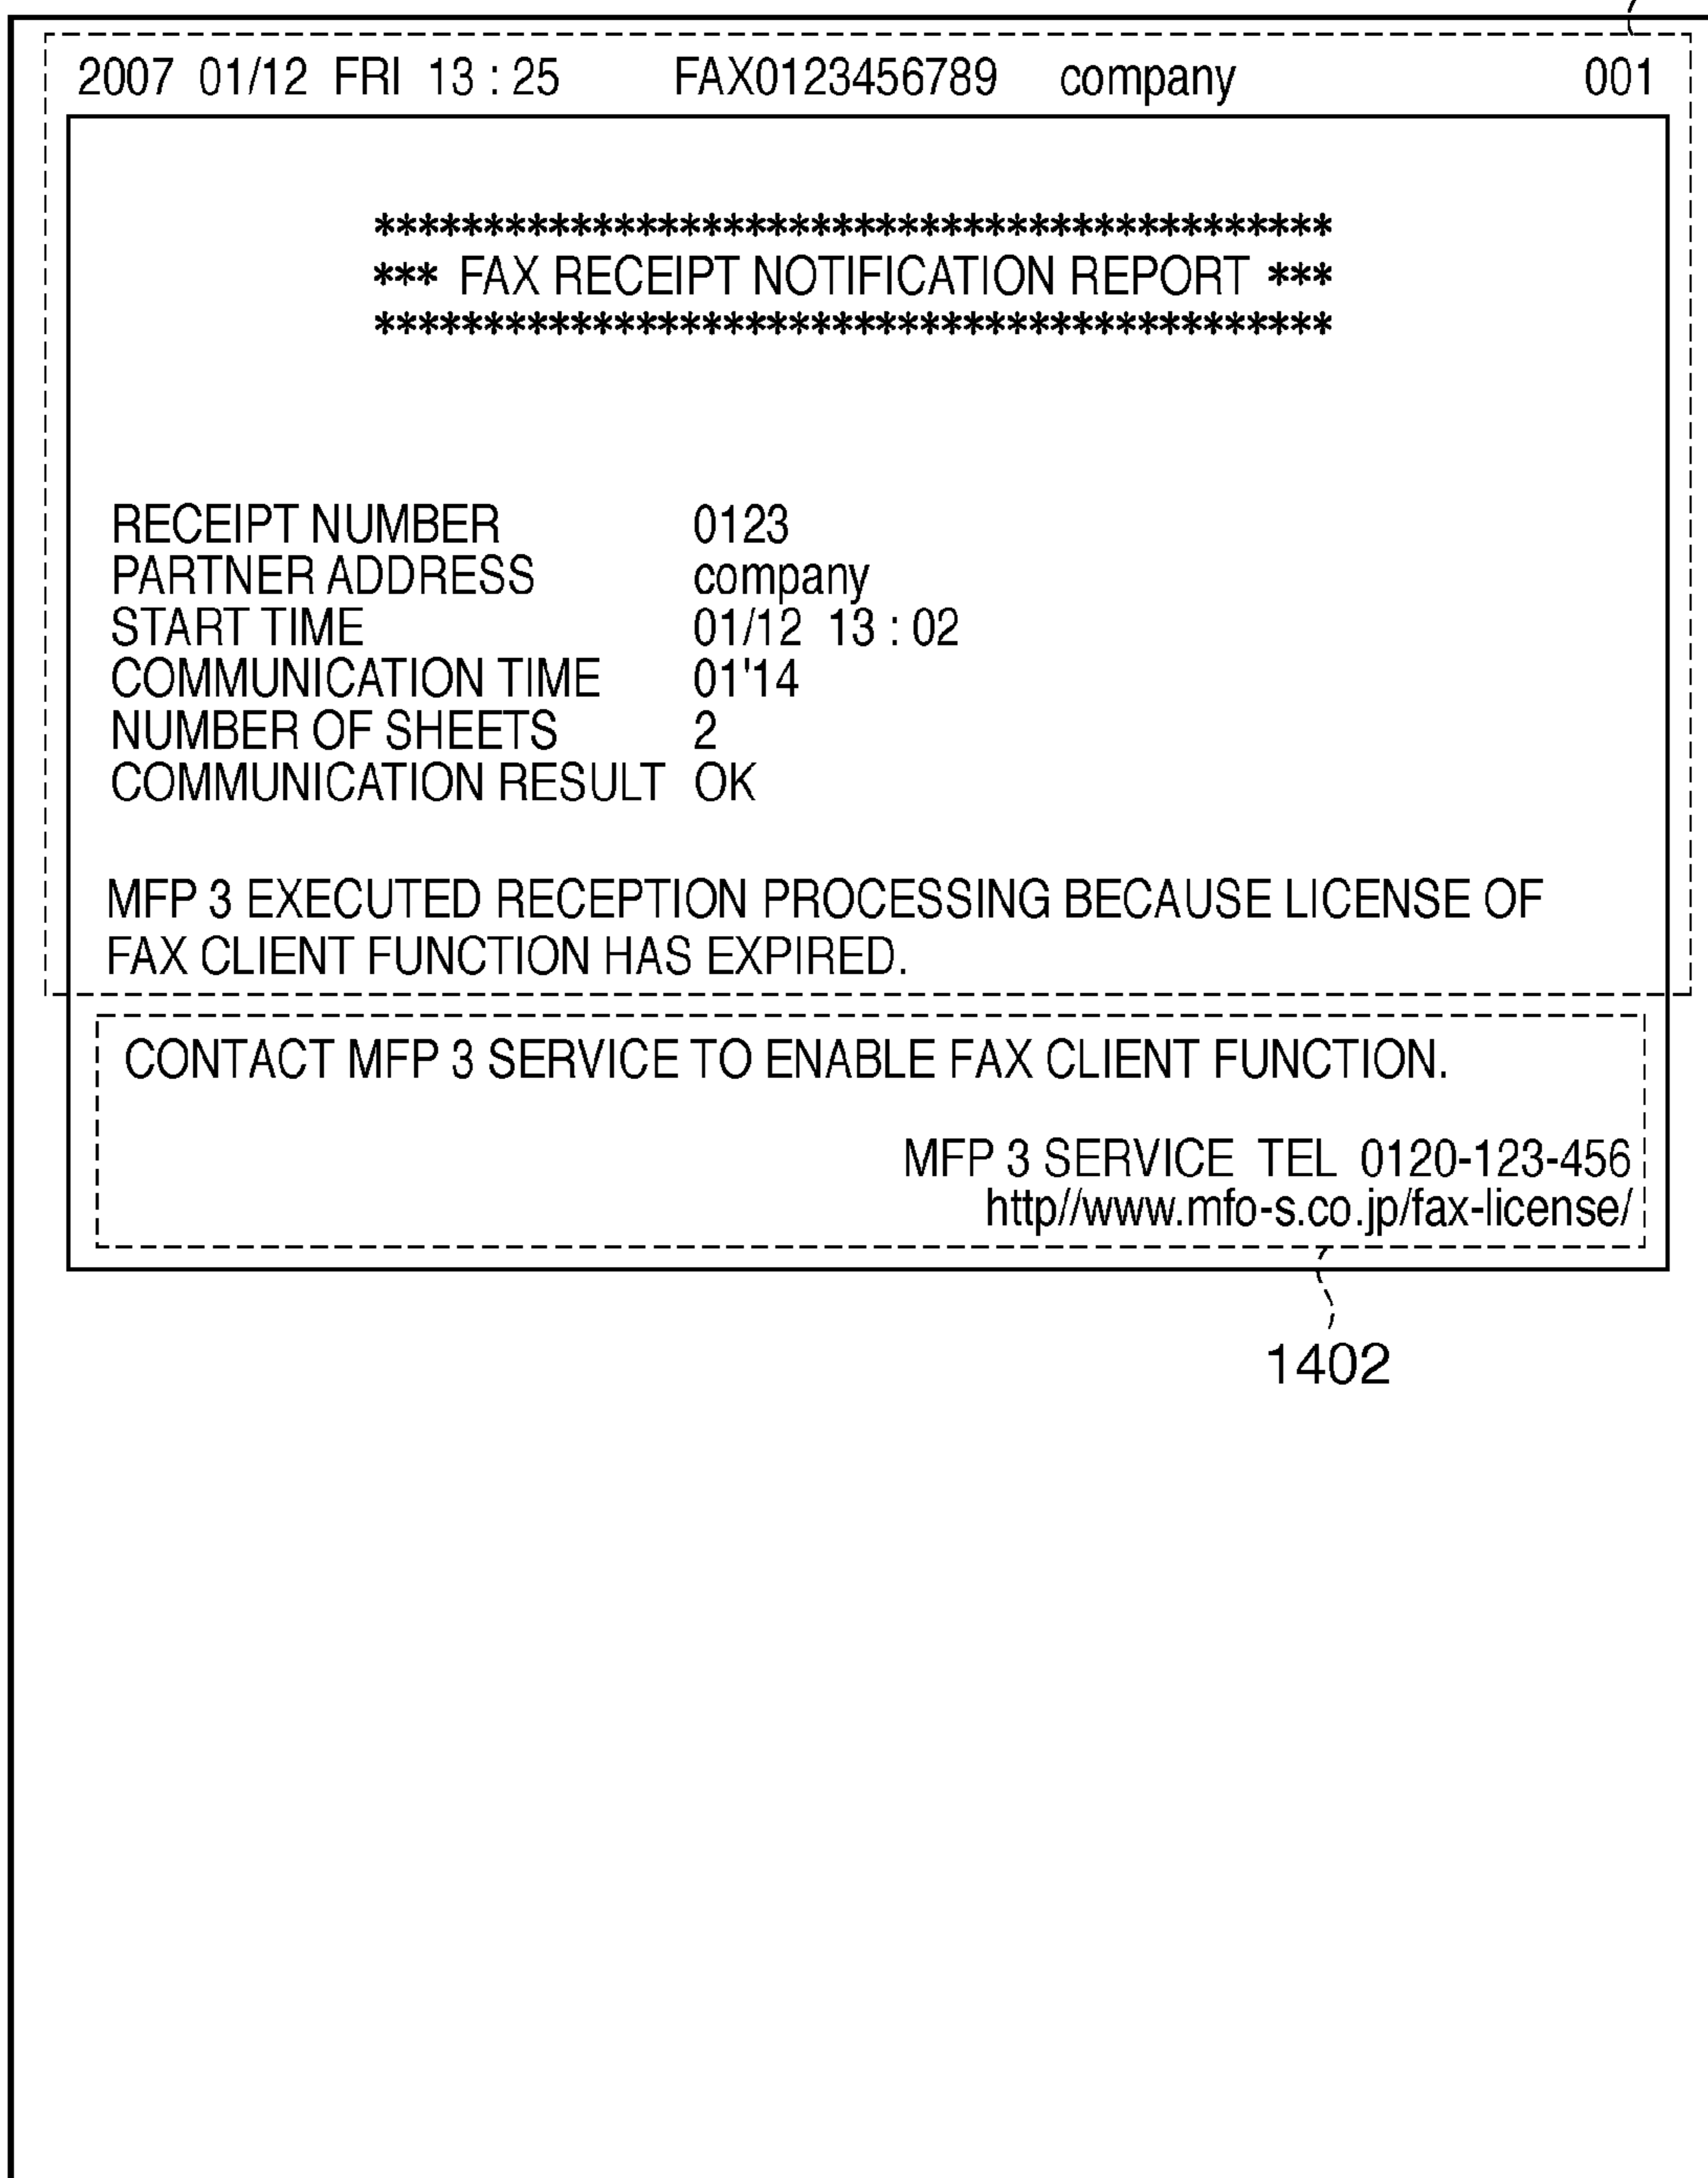 2007 01/12 FRI 13 : 25 FAX0123456789 company 001
********************************************
*** FAX RECEIPT NOTIFICATION REPORT ***
********************************************
RECEIPT NUMBER 0123
PARTNER ADDRESS company
START TIME 01/12 13 : 02
COMMUNICATION TIME 01'14
NUMBER OF SHEETS 2
COMMUNICATION RESULT OK
MFP 3 EXECUTED RECEPTION PROCESSING BECAUSE LICENSE OF
FAX CLIENT FUNCTION HAS EXPIRED.
CONTACT MFP 3 SERVICE TO ENABLE FAX CLIENT FUNCTION.
MFP 3 SERVICE TEL 0120-123-456
http//www.mfo-s.co.jp/fax-license/
1402